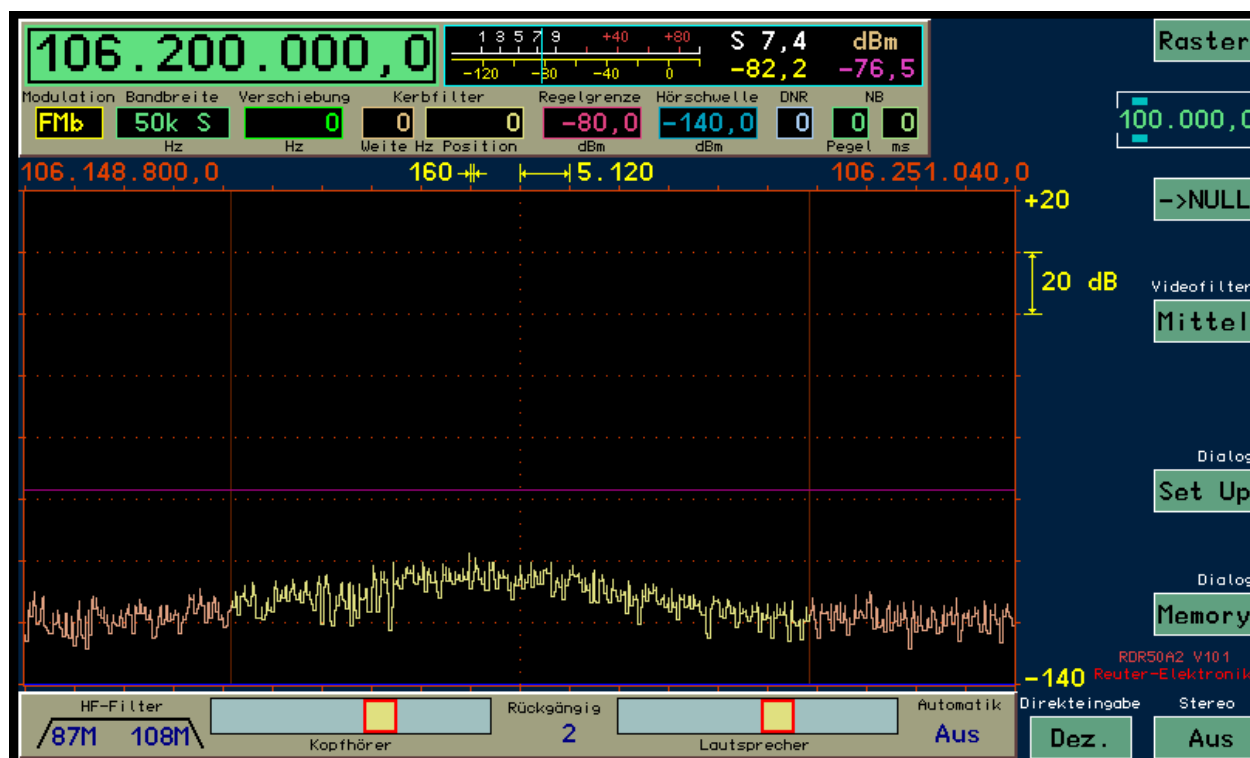 106.200.000,0
1 3 5 7 9 +40 +80 S 7,4 dBm
-120 -80 -40 0 -82,2 -76,5
Modulation Bandbreite Verschiebung Kerbfilter Regelgrenze Hörschwelle DNR NB
FMb 50k S 0 0 0 -80,0 -140,0 0 0 0
Hz Hz Weite Hz Position dBm dBm Pegel ms
Raster
100.000,0
106.148.800,0 160 5.120 106.251.040,0
+20
->NULL
20 dB
Videofilter
Mittel
Dialog
Set Up
Dialog
Memory
RDR50A2 V101
-140 Reuter-Elektronik
HF-Filter Rückgängig Automatik Direkteingabe Stereo
87M 108M Kopfhörer 2 Lautsprecher Aus Dez. Aus